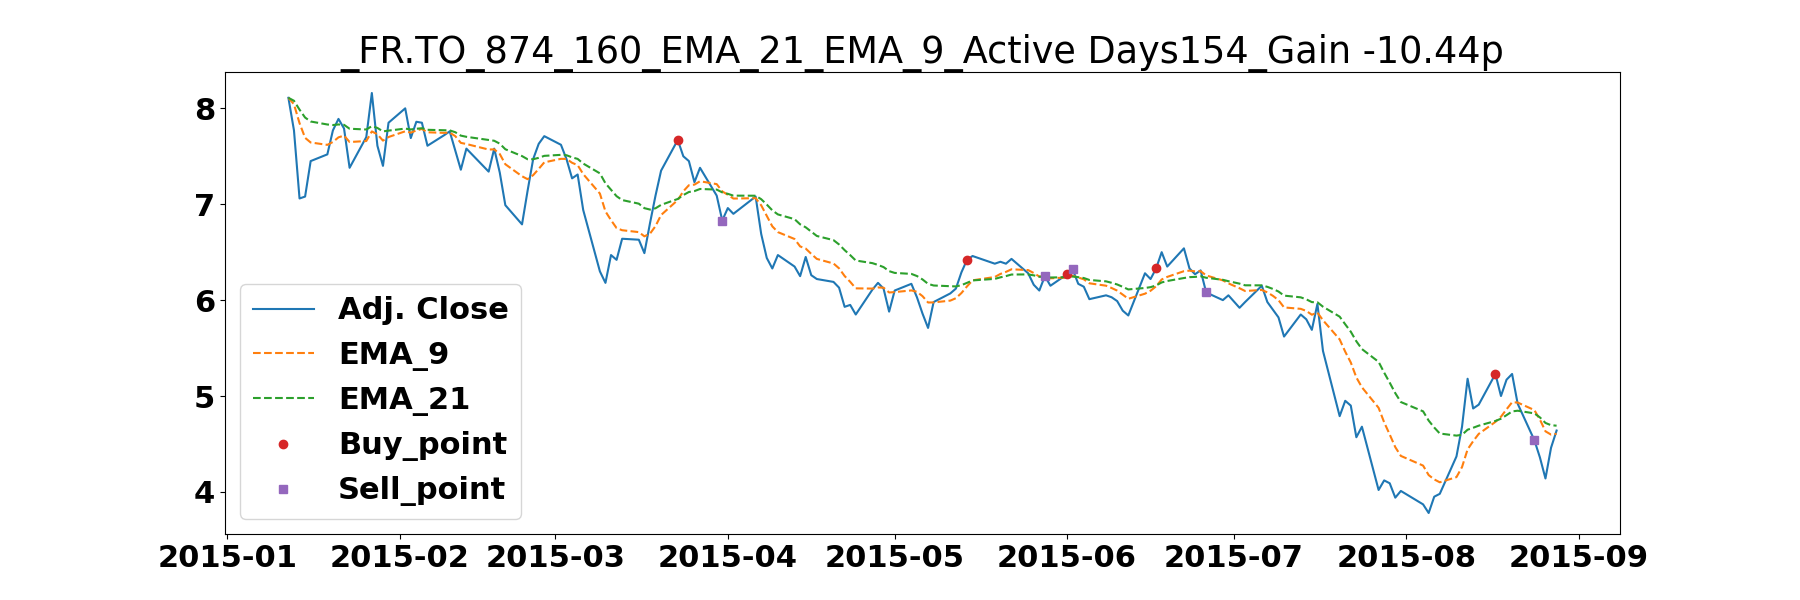 _FR.TO_874_160_EMA_21_EMA_9_Active Days154_Gain -10.44p
8
7
6
5
4
Adj. Close
EMA_9
EMA_21
Buy_point
Sell_point
2015-01 2015-02 2015-03 2015-04 2015-05 2015-06 2015-07 2015-08 2015-09